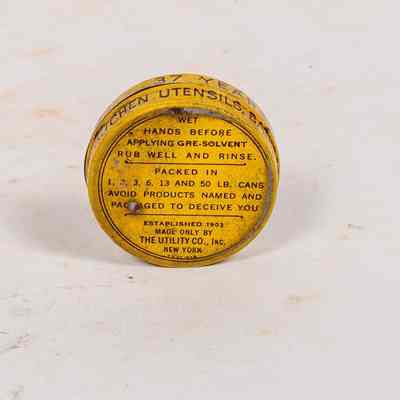 37 YEA
KITCHEN UTENSILS, BA
WET
HANDS BEFORE
APPLYING GRE-SOLVENT
RUB WELL AND RINSE.
PACKED IN
1, 2, 3, 6, 13 AND 50 LB. CANS
AVOID PRODUCTS NAMED AND
PACKAGED TO DECEIVE YOU
ESTABLISHED 1903
MADE ONLY BY
THE UTILITY CO., INC.
NEW YORK